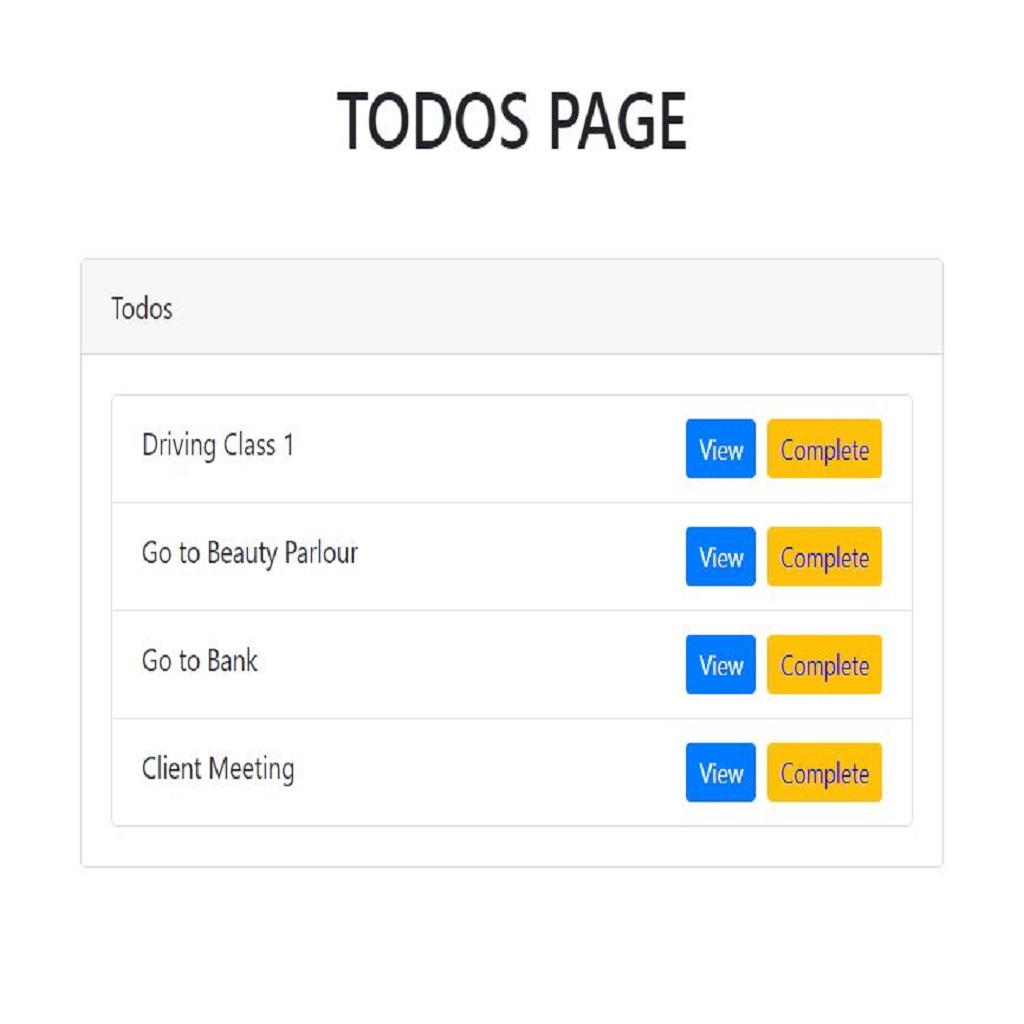 TODOS PAGE
Todos
Driving Class 1 View Complete
Go to Beauty Parlour View Complete
Go to Bank View Complete
Client Meeting View Complete